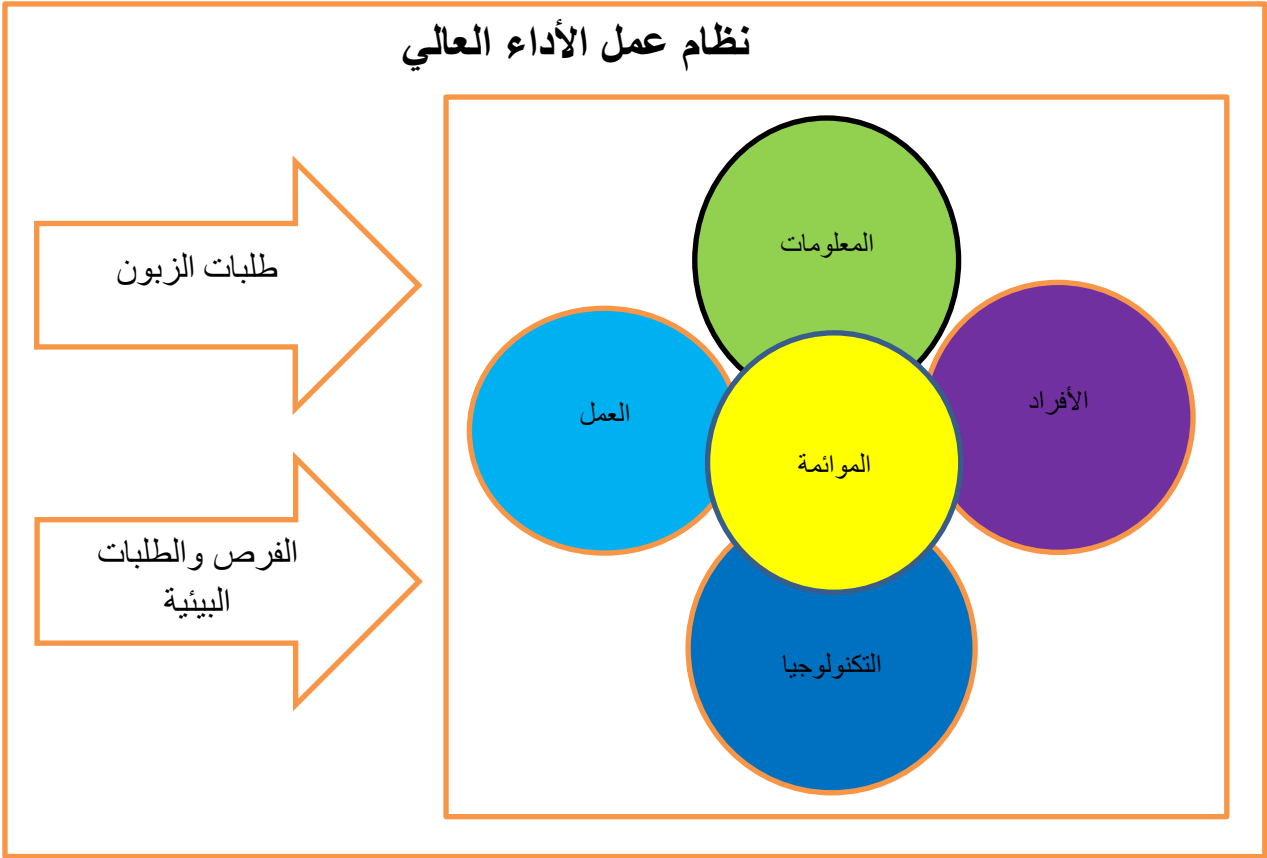 نظام عمل الأداء العالي
المعلومات
طلبات الزبون
الأفراد
العمل
الموائمة
الفرص والطلبات
البيئية
التكنولوجيا